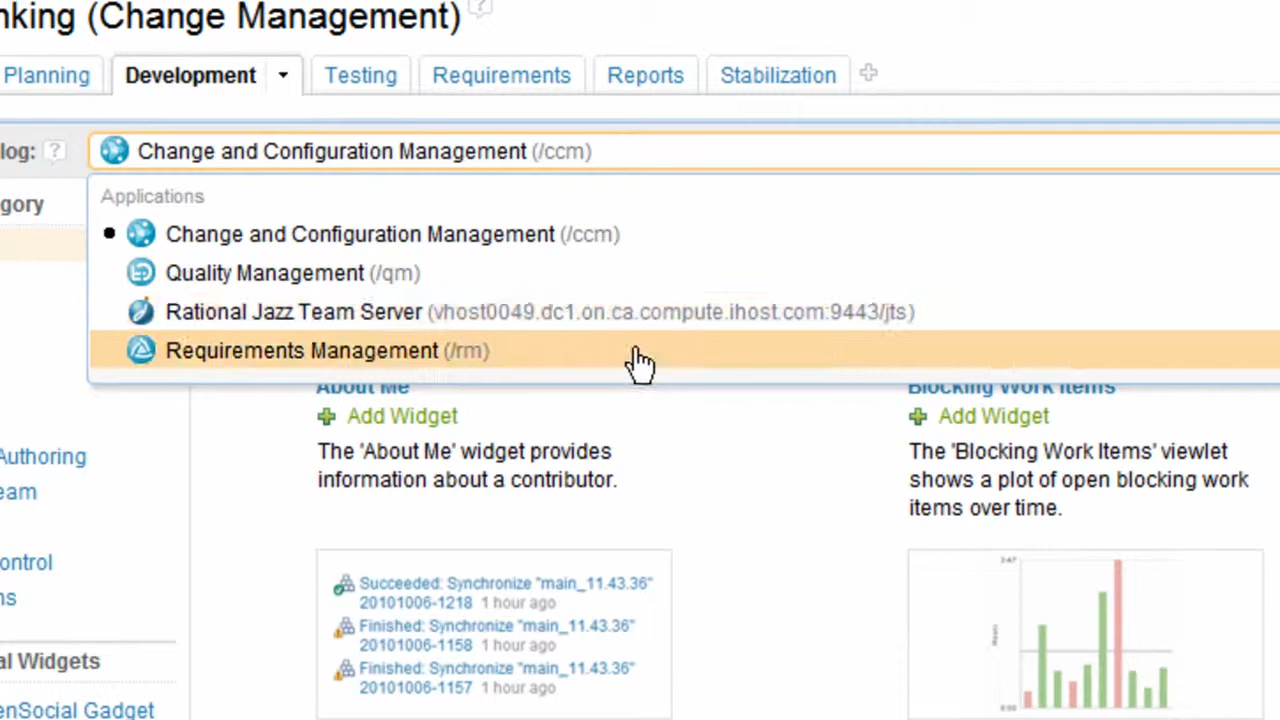 nking (Change Management) ?
Planning Development Testing Requirements Reports Stabilization
log: ? Change and Configuration Management (/ccm)
Applications
gory
Change and Configuration Management (/ccm)
Quality Management (/qm)
Rational Jazz Team Server (vhost0049.dc1.on.ca.compute.ihost.com:9443/jts)
Requirements Management (/rm)
About Me
Add Widget
The 'About Me' widget provides
information about a contributor.
Blocking Work Items
Add Widget
The 'Blocking Work Items' viewlet
shows a plot of open blocking work
items over time.
Authoring
eam
ontrol
ns
al Widgets
enSocial Gadget
Succeeded: Synchronize "main_11.43.36"
20101006-1218 1 hour ago
Finished: Synchronize "main_11.43.36"
20101006-1158 1 hour ago
Finished: Synchronize "main_11.43.36"
20101006-1157 1 hour ago